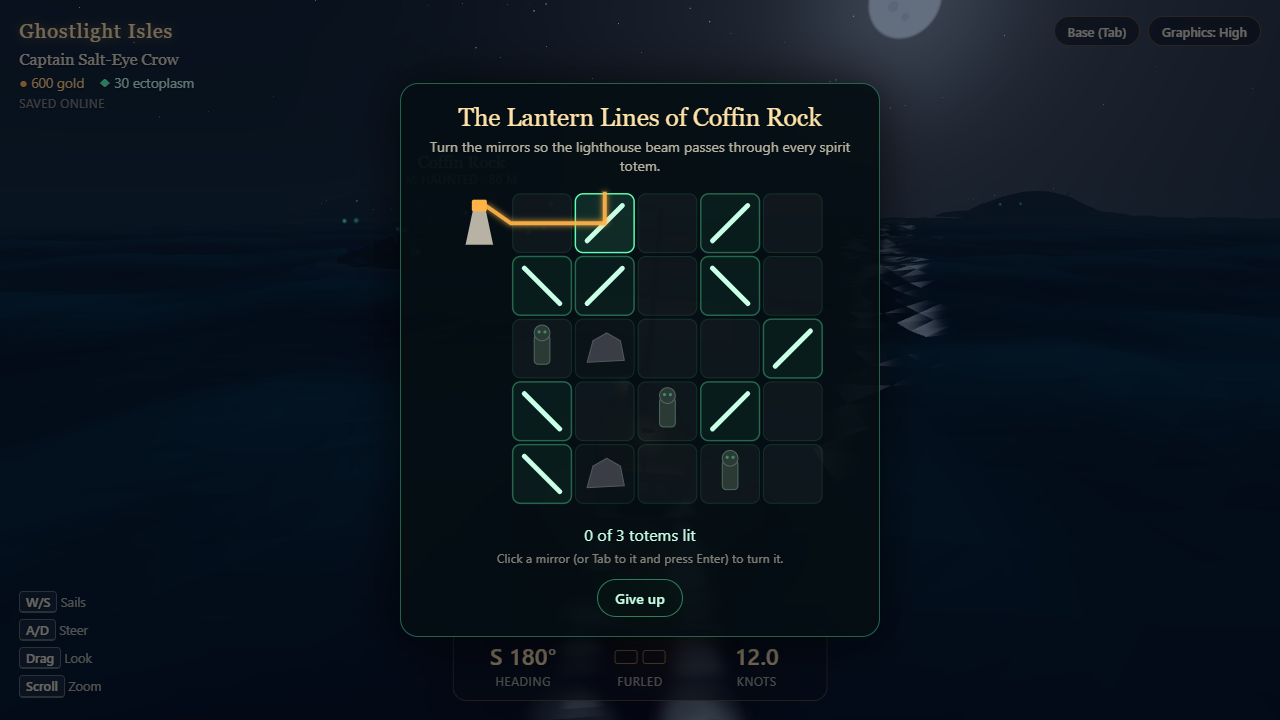 Ghostlight Isles
Captain Salt-Eye Crow
600 gold 30 ectoplasm
SAVED ONLINE
Base (Tab) Graphics: High
The Lantern Lines of Coffin Rock
Turn the mirrors so the lighthouse beam passes through every spirit
totem.
Coffin Rock
0 of 3 totems lit
Click a mirror (or Tab to it and press Enter) to turn it.
Give up
W/S Sails
A/D Steer
Drag Look
Scroll Zoom
S 180° 12.0
HEADING FURLED KNOTS